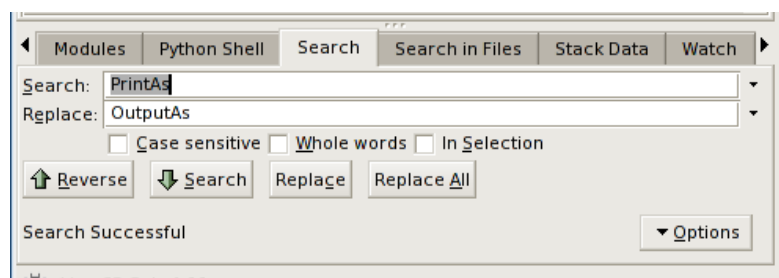 Modules Python Shell Search Search in Files Stack Data Watch
Search: PrintAs
Replace: OutputAs
Case sensitive Whole words In Selection
Reverse Search Replace Replace All
Search Successful Options